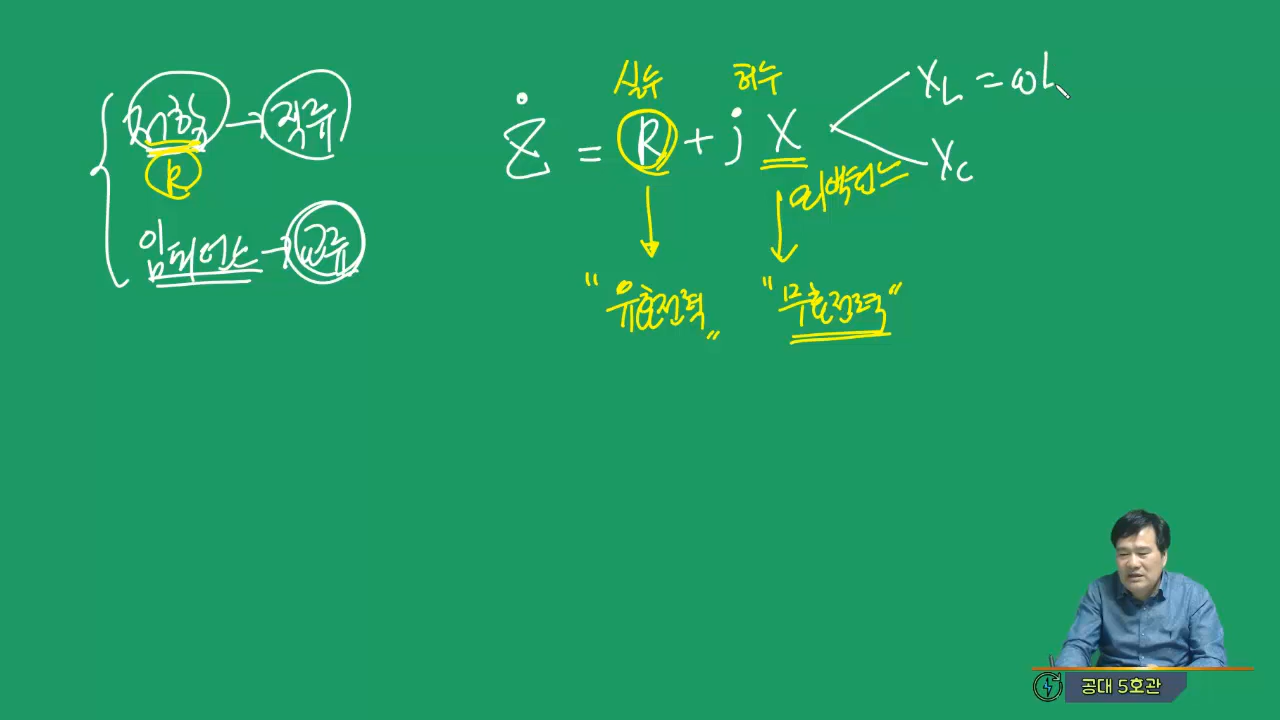 저항 → 직류
R
임피던스 → 교류
실수 허수
Ż = R + j X
X_L = ωL
X_C
리액턴스
"유효전력"
"무효전력"
공대 5호관